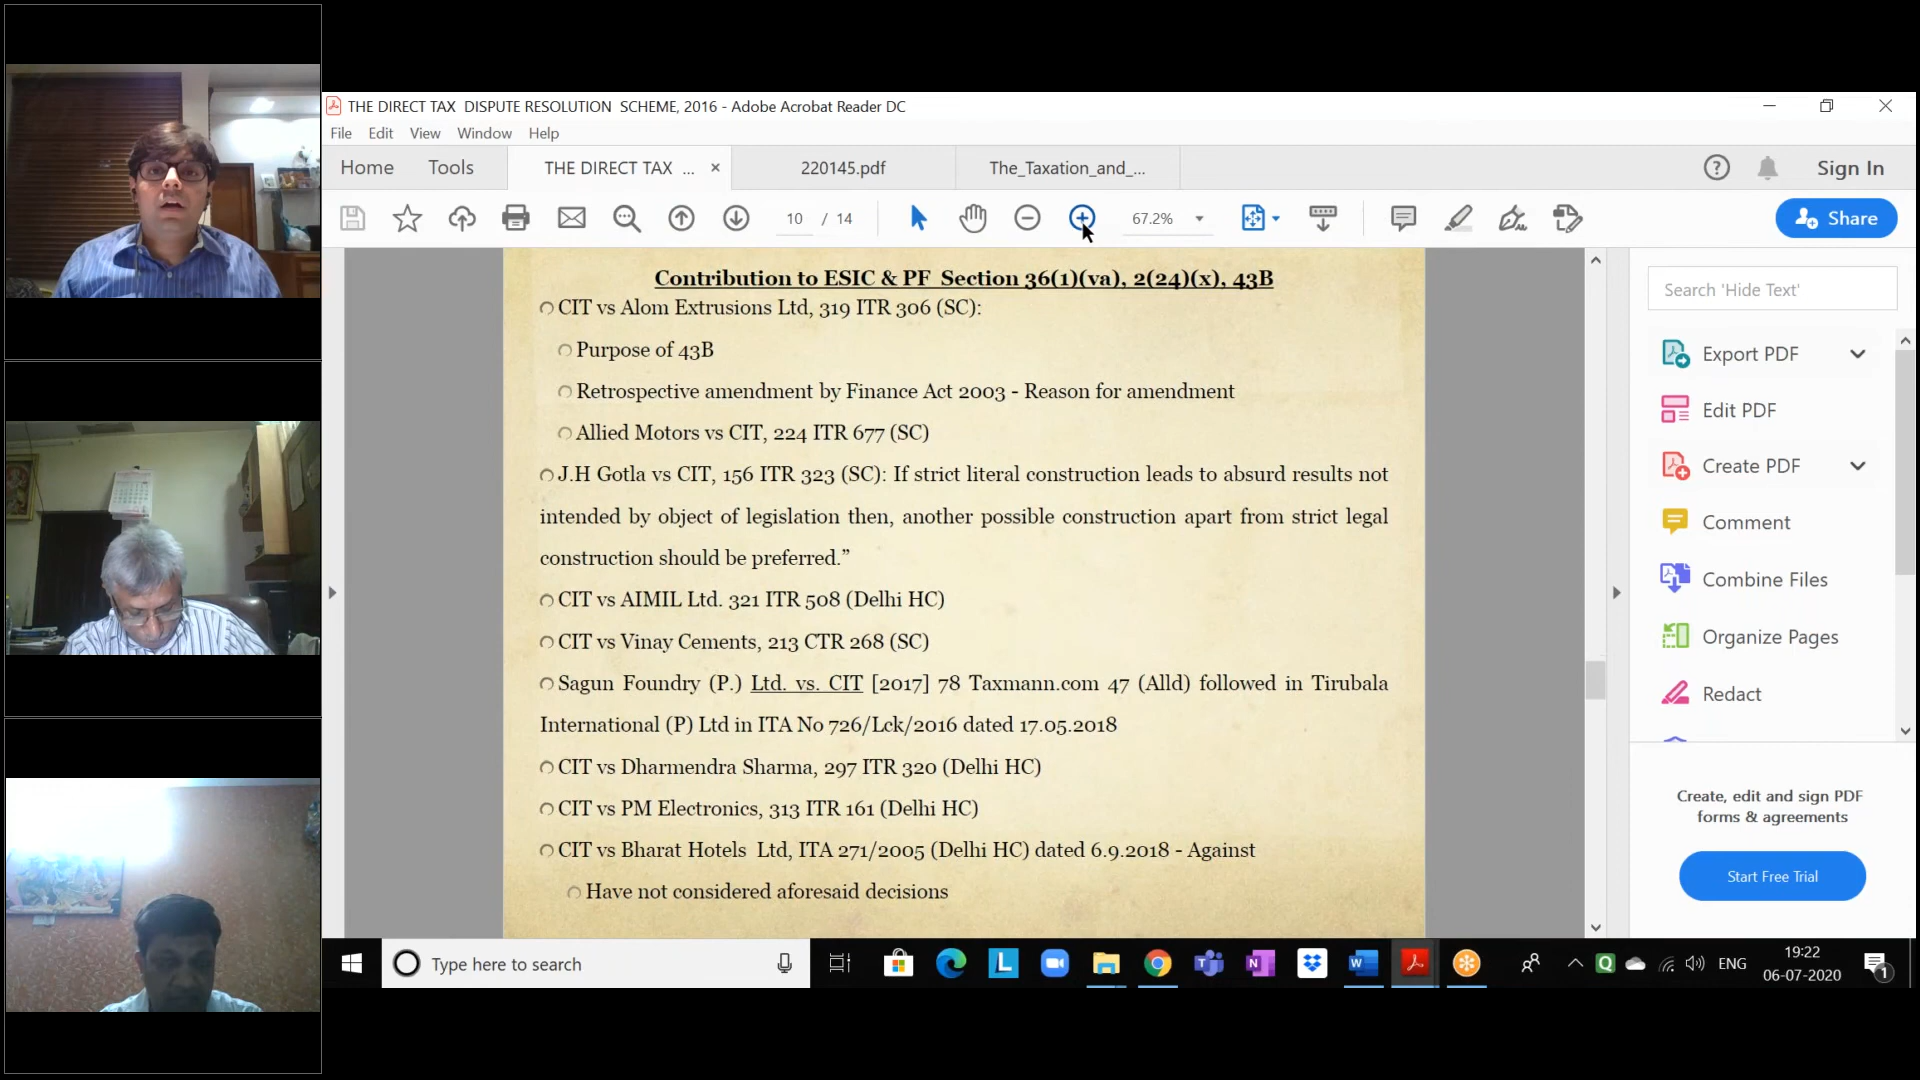 THE DIRECT TAX  DISPUTE RESOLUTION  SCHEME, 2016 - Adobe Acrobat Reader DC
File Edit View Window Help
Home Tools THE DIRECT TAX ... × 220145.pdf The_Taxation_and_... Sign In
10 / 14 67.2% Share
Contribution to ESIC & PF  Section 36(1)(va), 2(24)(x), 43B
CIT vs Alom Extrusions Ltd, 319 ITR 306 (SC):
Purpose of 43B
Retrospective amendment by Finance Act 2003 - Reason for amendment
Allied Motors vs CIT, 224 ITR 677 (SC)
J.H Gotla vs CIT, 156 ITR 323 (SC): If strict literal construction leads to absurd results not
intended by object of legislation then, another possible construction apart from strict legal
construction should be preferred.”
CIT vs AIMIL Ltd. 321 ITR 508 (Delhi HC)
CIT vs Vinay Cements, 213 CTR 268 (SC)
Sagun Foundry (P.) Ltd. vs. CIT [2017] 78 Taxmann.com 47 (Alld) followed in Tirubala
International (P) Ltd in ITA No 726/Lck/2016 dated 17.05.2018
CIT vs Dharmendra Sharma, 297 ITR 320 (Delhi HC)
CIT vs PM Electronics, 313 ITR 161 (Delhi HC)
CIT vs Bharat Hotels  Ltd, ITA 271/2005 (Delhi HC) dated 6.9.2018 - Against
Have not considered aforesaid decisions
Search 'Hide Text'
Export PDF
Edit PDF
Create PDF
Comment
Combine Files
Organize Pages
Redact
Create, edit and sign PDF
forms & agreements
Start Free Trial
Type here to search
ENG
19:22
06-07-2020
1